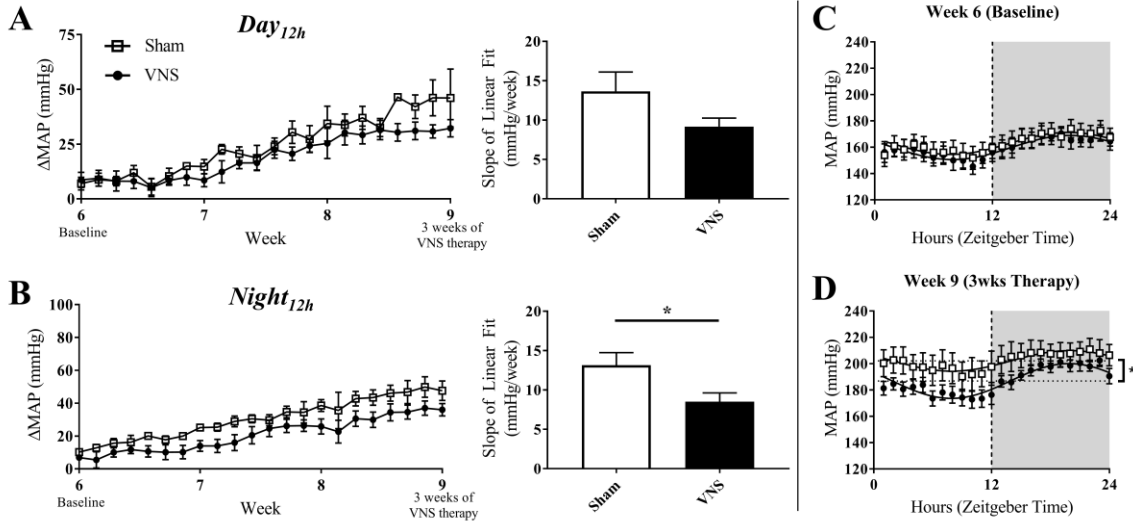 A
Day12h
Sham
VNS
ΔMAP (mmHg)
75
50
25
0
6
7
8
9
Baseline
Week
3 weeks of
VNS therapy
Slope of Linear Fit
(mmHg/week)
20
15
10
5
0
Sham
VNS
B
Night12h
ΔMAP (mmHg)
100
80
60
40
20
0
6
7
8
9
Baseline
Week
3 weeks of
VNS therapy
Slope of Linear Fit
(mmHg/week)
20
15
10
5
0
*
Sham
VNS
C
Week 6 (Baseline)
MAP (mmHg)
240
220
200
180
160
140
120
0
12
24
Hours (Zeitgeber Time)
D
Week 9 (3wks Therapy)
MAP (mmHg)
240
220
200
180
160
140
120
*
0
12
24
Hours (Zeitgeber Time)